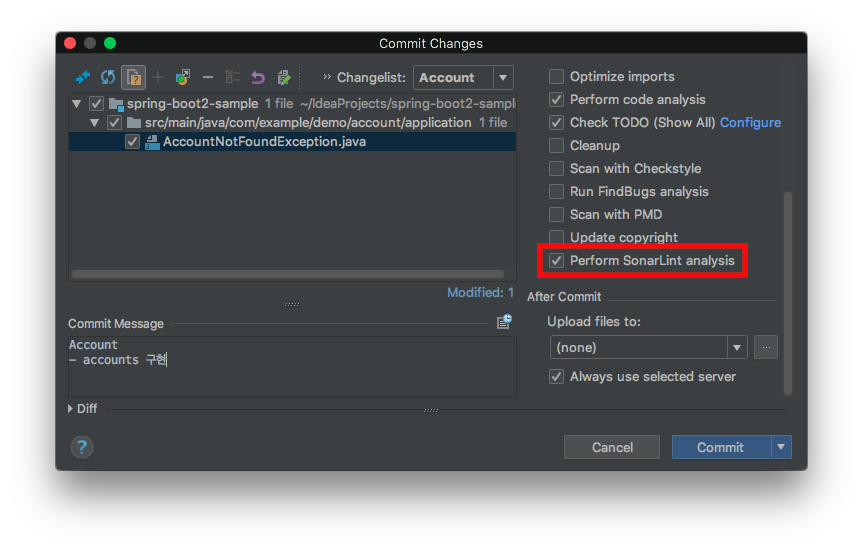 Commit Changes
Changelist: Account
spring-boot2-sample 1 file ~/IdeaProjects/spring-boot2-sampl
src/main/java/com/example/demo/account/application 1 file
AccountNotFoundException.java
Modified: 1
Commit Message
Account
- accounts 구현
Diff
Optimize imports
Perform code analysis
Check TODO (Show All) Configure
Cleanup
Scan with Checkstyle
Run FindBugs analysis
Scan with PMD
Update copyright
Perform SonarLint analysis
After Commit
Upload files to:
(none)
...
Always use selected server
?
Cancel
Commit